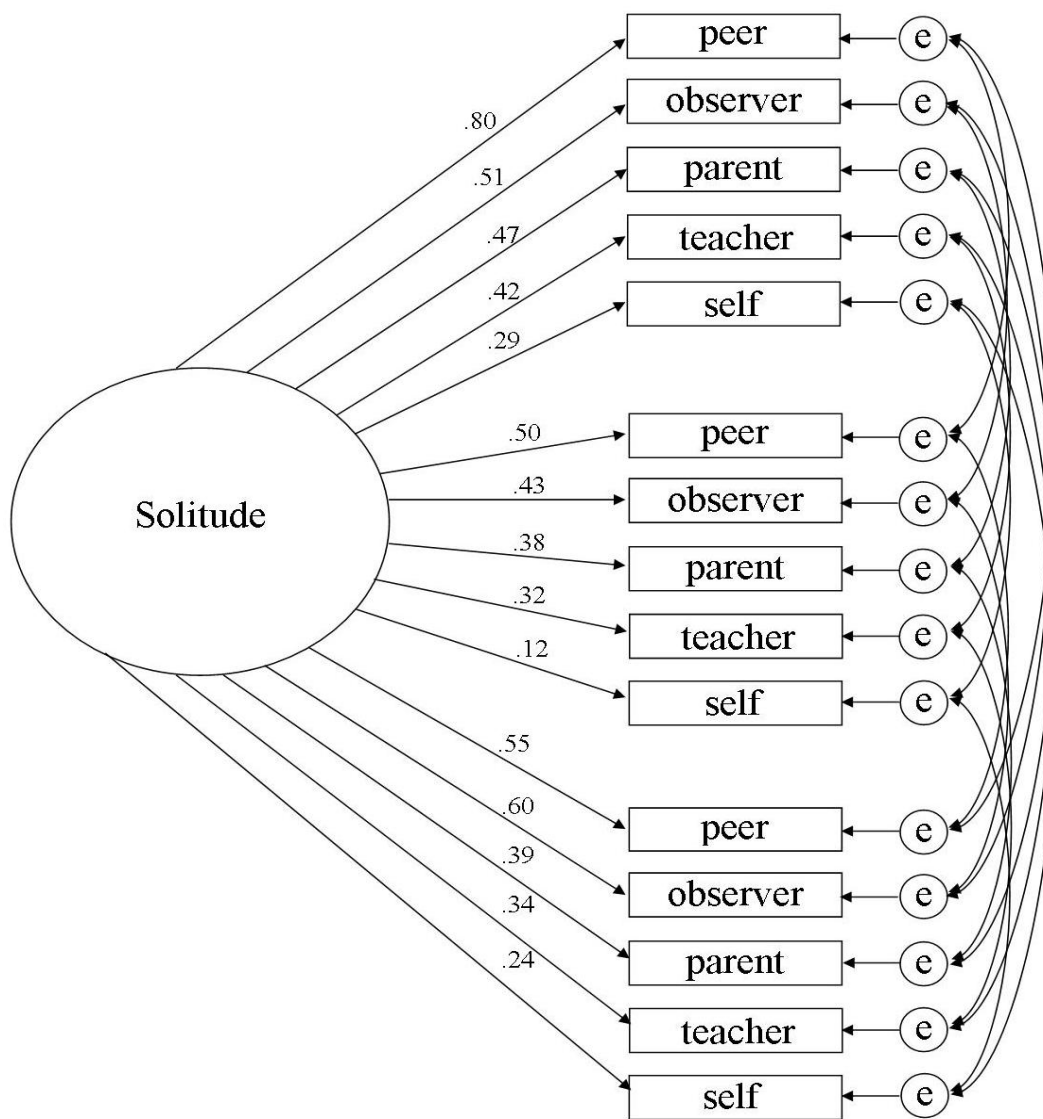 peer e
.80
observer e
.51
parent e
.47
teacher e
.42
self e
.29
peer e
.50
observer e
.43
Solitude
parent e
.38
teacher e
.32
self e
.12
peer e
.55
observer e
.60
parent e
.39
teacher e
.34
self e
.24